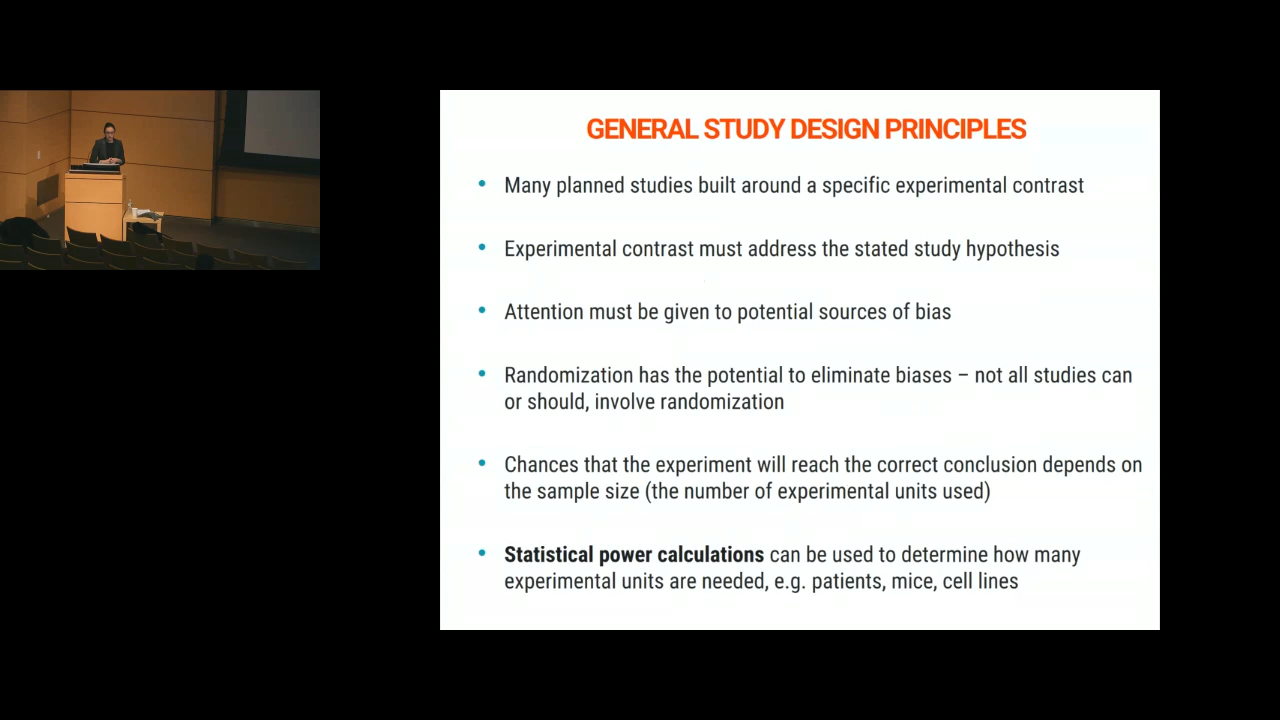 GENERAL STUDY DESIGN PRINCIPLES
• Many planned studies built around a specific experimental contrast
• Experimental contrast must address the stated study hypothesis
• Attention must be given to potential sources of bias
• Randomization has the potential to eliminate biases – not all studies can
or should, involve randomization
• Chances that the experiment will reach the correct conclusion depends on
the sample size (the number of experimental units used)
• Statistical power calculations can be used to determine how many
experimental units are needed, e.g. patients, mice, cell lines